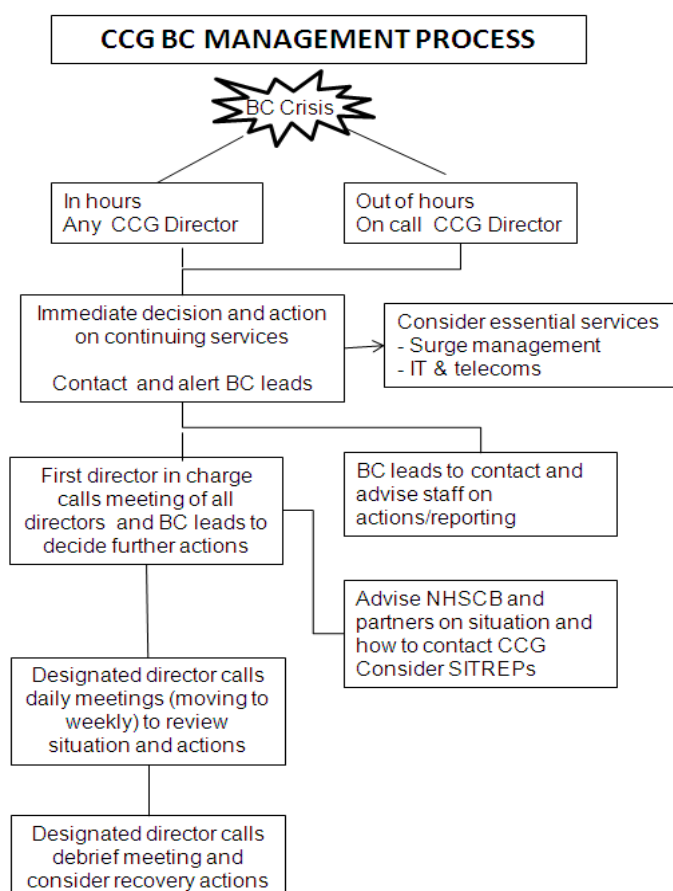 CCG BC MANAGEMENT PROCESS
BC Crisis
In hours
Any CCG Director
Out of hours
On call CCG Director
Immediate decision and action
on continuing services
Contact and alert BC leads
Consider essential services
- Surge management
- IT & telecoms
First director in charge
calls meeting of all
directors and BC leads to
decide further actions
BC leads to contact and
advise staff on
actions/reporting
Advise NHSCB and
partners on situation and
how to contact CCG
Consider SITREPs
Designated director calls
daily meetings (moving to
weekly) to review
situation and actions
Designated director calls
debrief meeting and
consider recovery actions